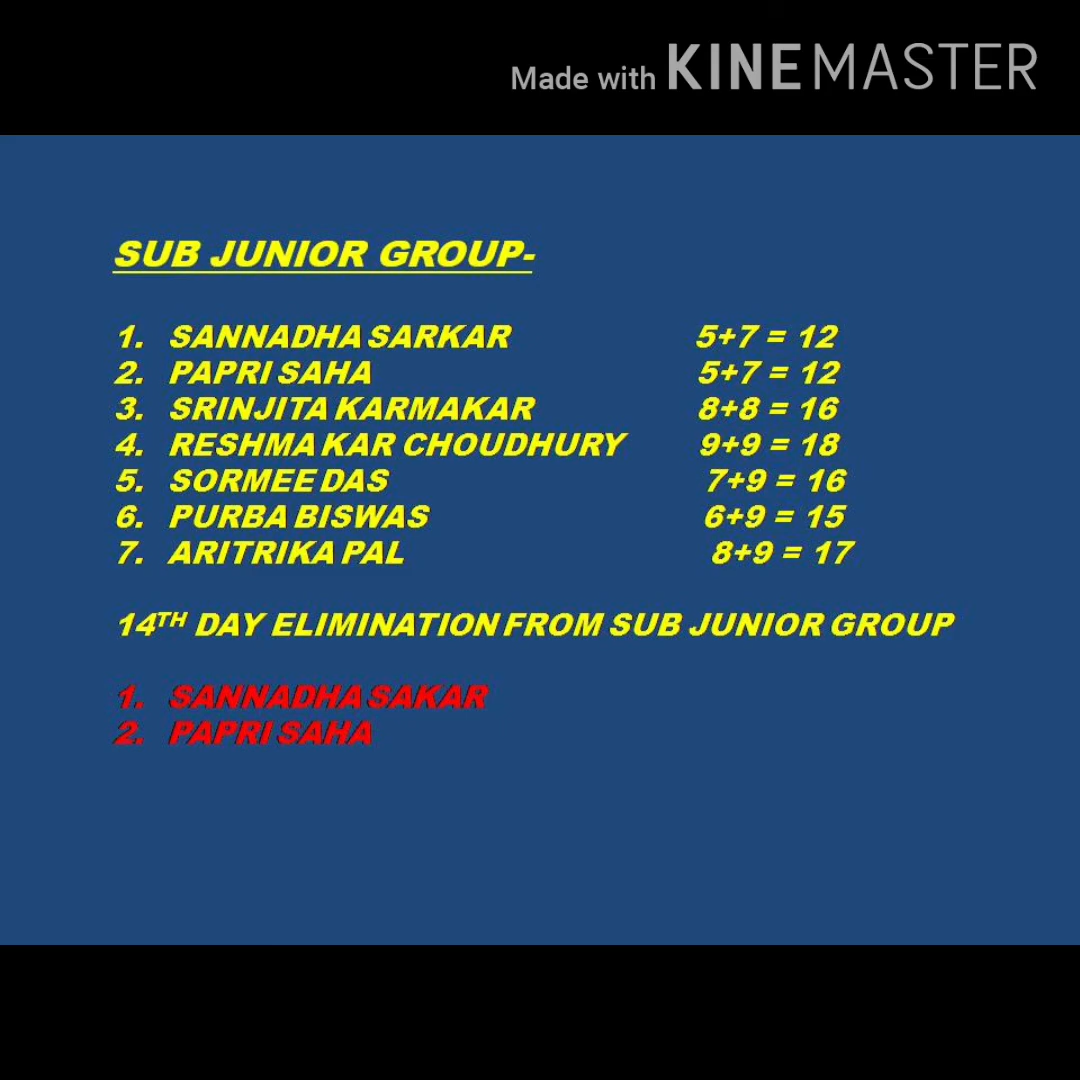 Made with KINEMASTER
SUB JUNIOR GROUP-
1. SANNADHA SARKAR 5+7 = 12
2. PAPRI SAHA 5+7 = 12
3. SRINJITA KARMAKAR 8+8 = 16
4. RESHMA KAR CHOUDHURY 9+9 = 18
5. SORMEE DAS 7+9 = 16
6. PURBA BISWAS 6+9 = 15
7. ARITRIKA PAL 8+9 = 17
14TH DAY ELIMINATION FROM SUB JUNIOR GROUP
1. SANNADHA SAKAR
2. PAPRI SAHA